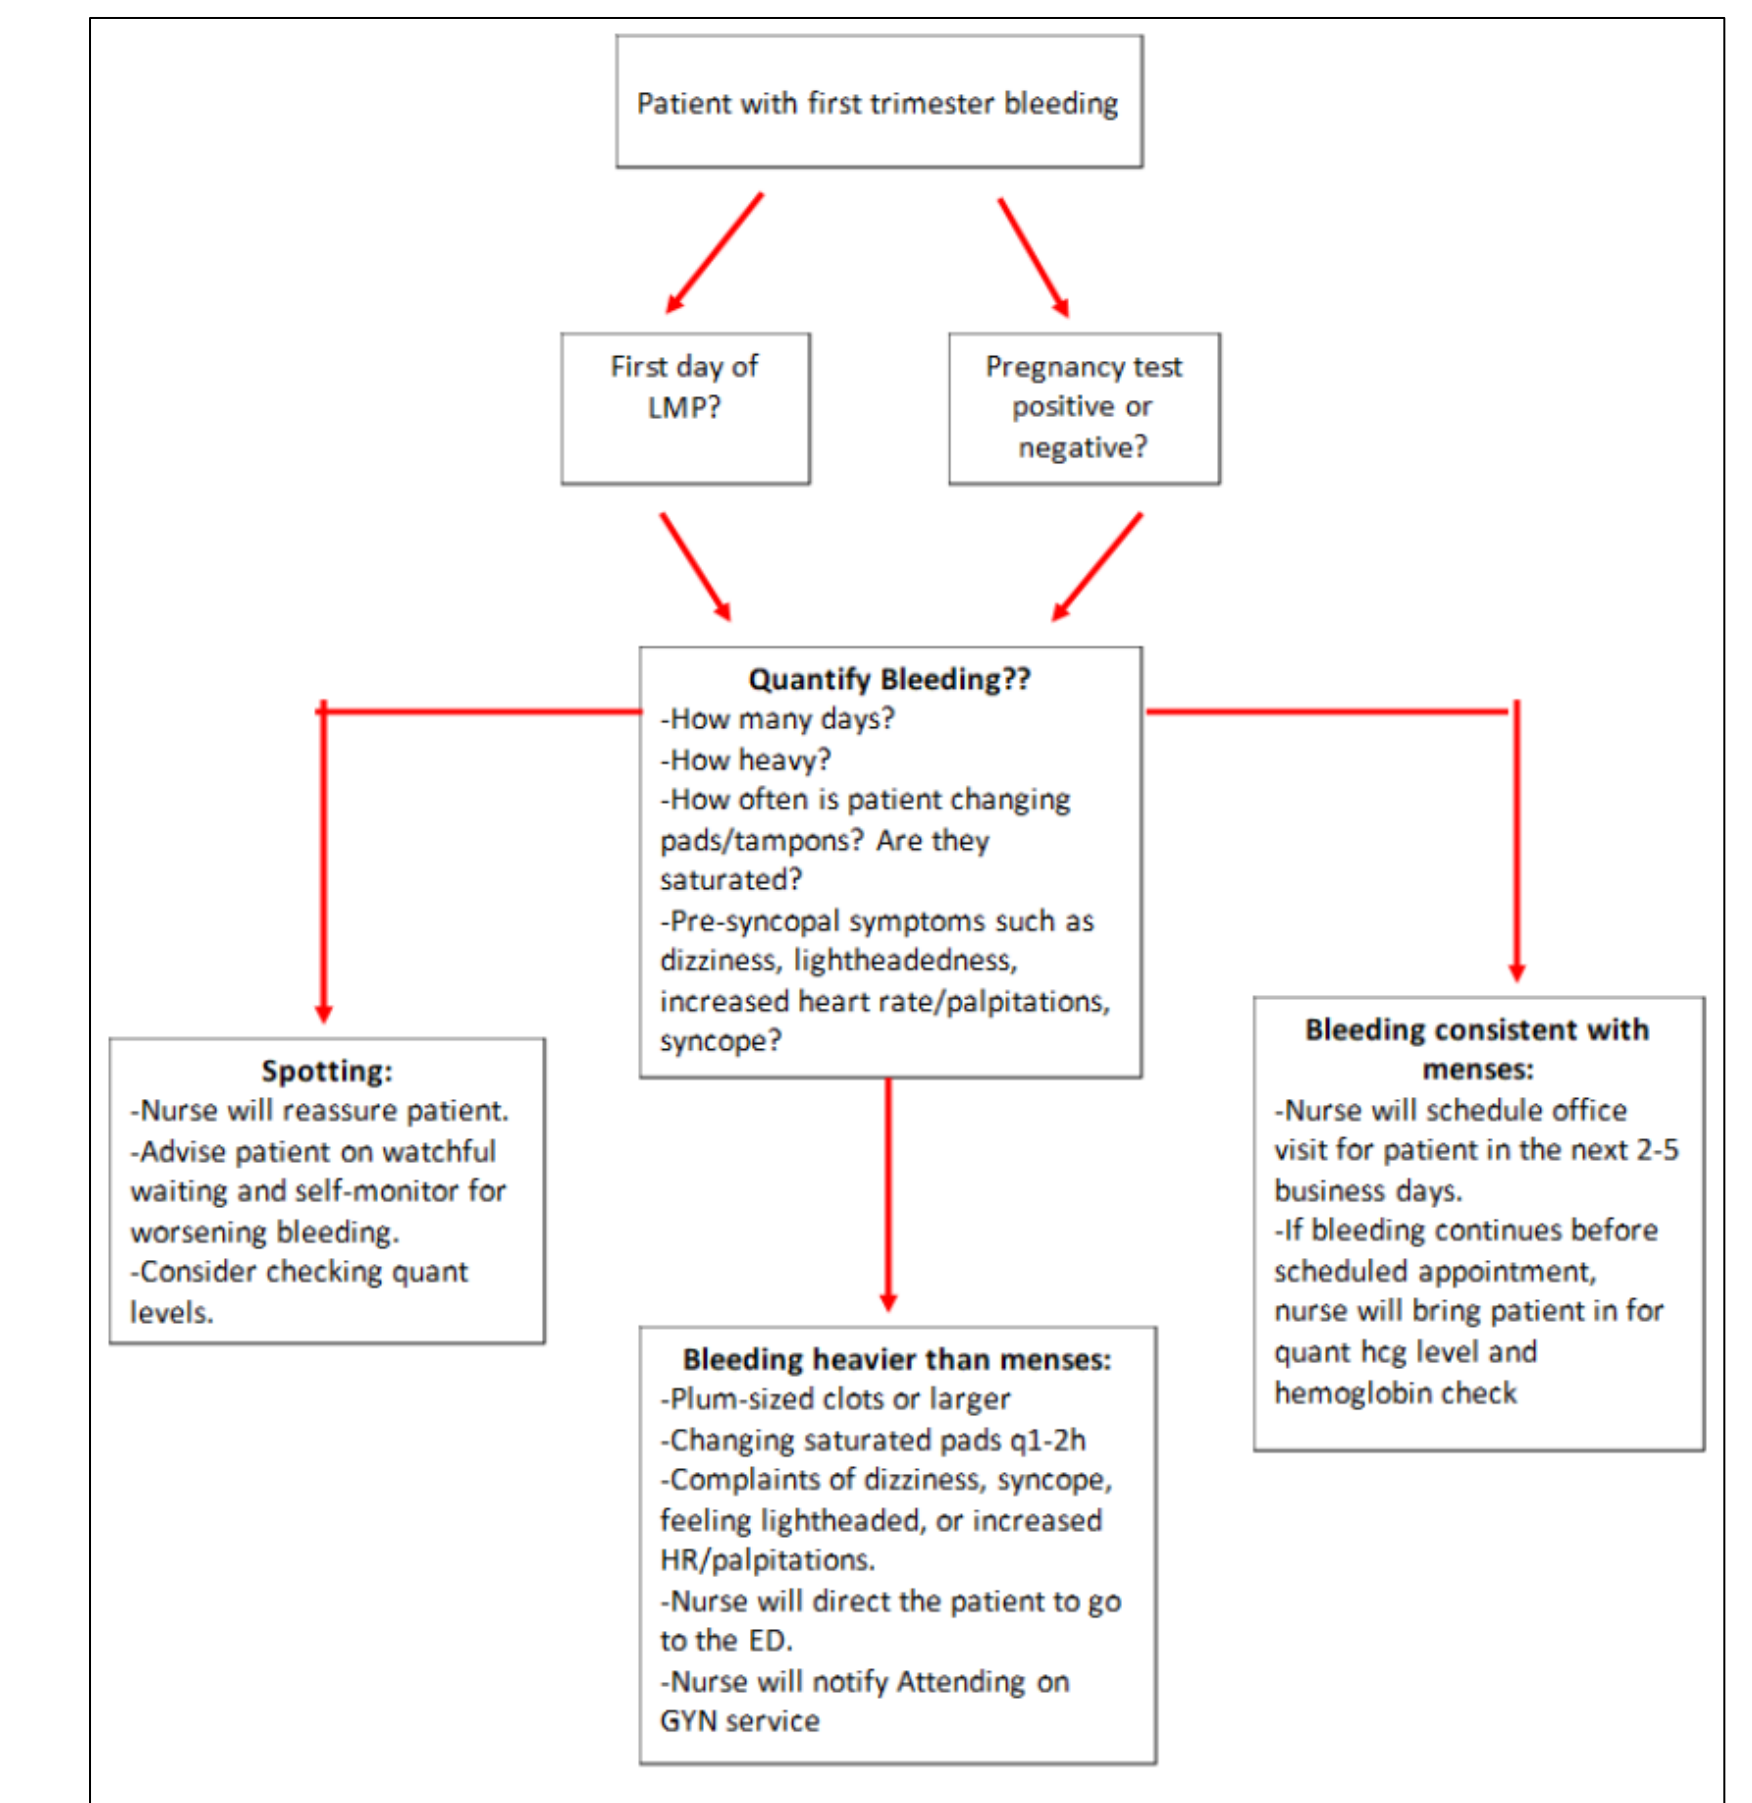 Patient with first trimester bleeding
First day of
LMP?
Pregnancy test
positive or
negative?
Quantify Bleeding??
-How many days?
-How heavy?
-How often is patient changing
pads/tampons? Are they
saturated?
-Pre-syncopal symptoms such as
dizziness, lightheadedness,
increased heart rate/palpitations,
syncope?
Spotting:
-Nurse will reassure patient.
-Advise patient on watchful
waiting and self-monitor for
worsening bleeding.
-Consider checking quant
levels.
Bleeding heavier than menses:
-Plum-sized clots or larger
-Changing saturated pads q1-2h
-Complaints of dizziness, syncope,
feeling lightheaded, or increased
HR/palpitations.
-Nurse will direct the patient to go
to the ED.
-Nurse will notify Attending on
GYN service
Bleeding consistent with
menses:
-Nurse will schedule office
visit for patient in the next 2-5
business days.
-If bleeding continues before
scheduled appointment,
nurse will bring patient in for
quant hcg level and
hemoglobin check